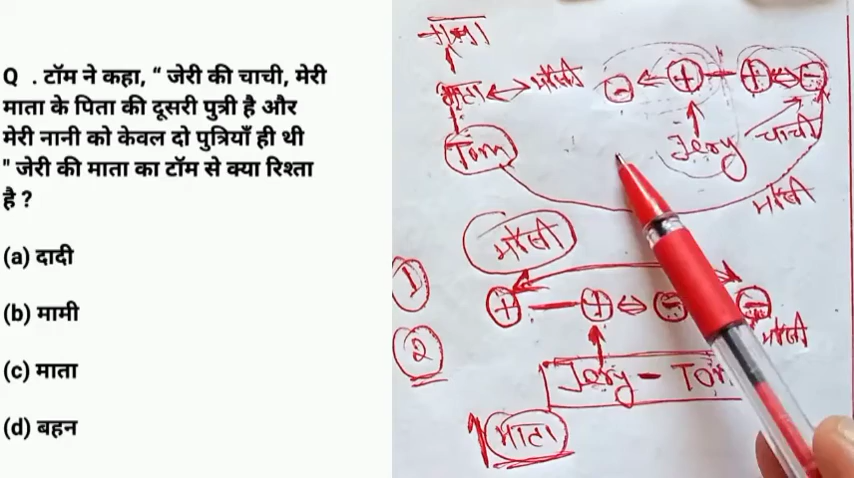 Q . टॉम ने कहा, “ जेरी की चाची, मेरी
माता के पिता की दूसरी पुत्री है और
मेरी नानी को केवल दो पुत्रियाँ ही थी
" जेरी की माता का टॉम से क्या रिश्ता
है ?
(a) दादी
(b) मामी
(c) माता
(d) बहन
नाना
माता ↔ मौसी
- ← + — + ↔ -
Tom
Jery
चाची
मौसी
मौसी
1
+ — + ⇔ - -
2
मौसी
Jery - Tom
माता